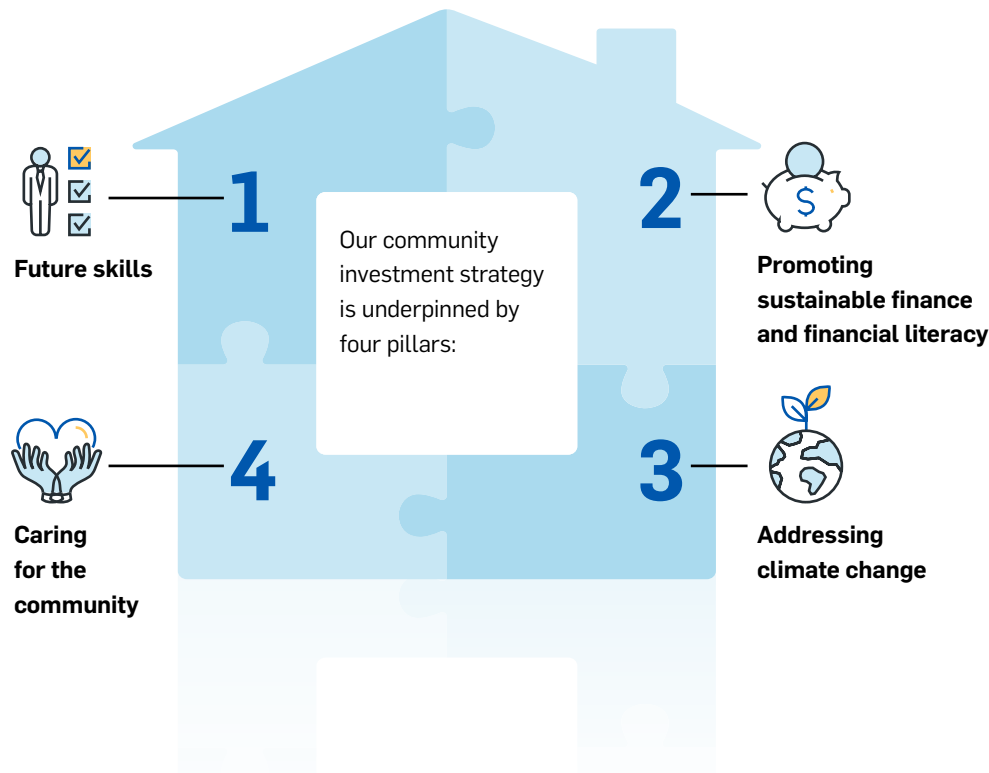 Our community
investment strategy
is underpinned by
four pillars:
1
Future skills
2
$
Promoting
sustainable finance
and financial literacy
3
Addressing
climate change
4
Caring
for the
community